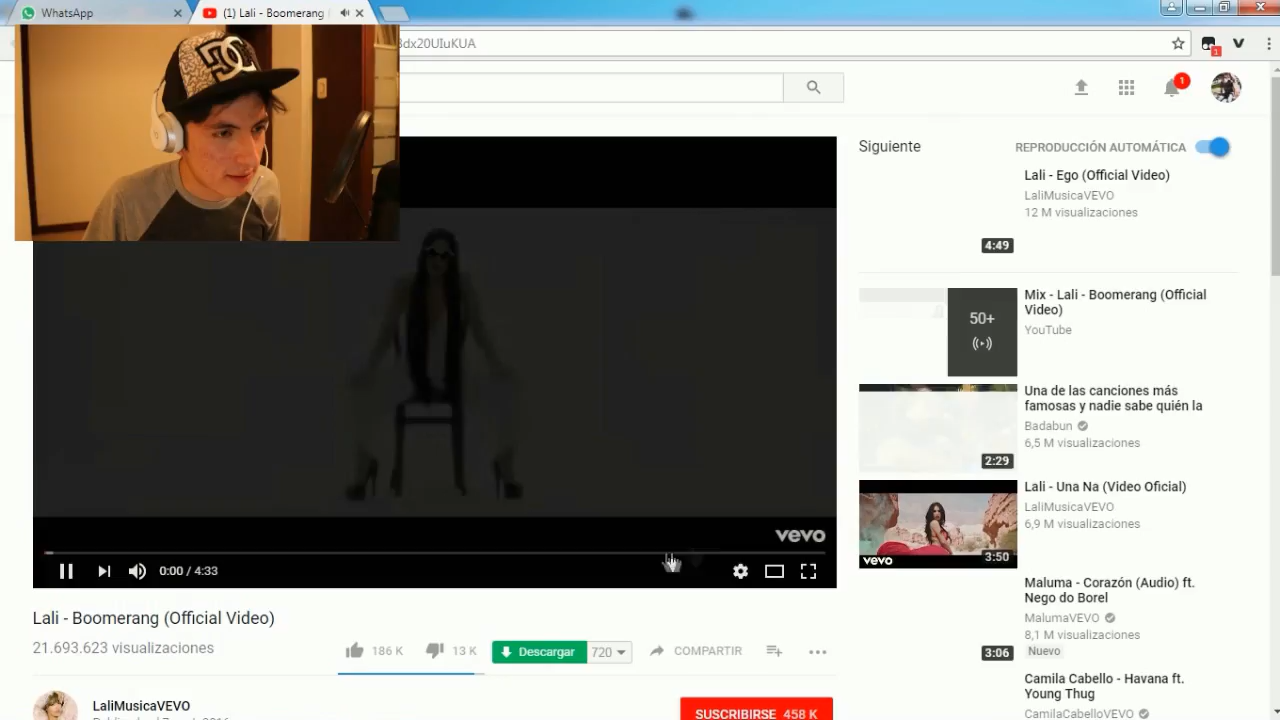 WhatsApp
(1) Lali - Boomerang
3dx20UIuKUA
1
1
Siguiente
REPRODUCCIÓN AUTOMÁTICA
Lali - Ego (Official Video)
LaliMusicaVEVO
12 M visualizaciones
4:49
50+
Mix - Lali - Boomerang (Official
Video)
YouTube
Una de las canciones más
famosas y nadie sabe quién la
Badabun
6,5 M visualizaciones
2:29
Lali - Una Na (Video Oficial)
LaliMusicaVEVO
6,9 M visualizaciones
vevo
3:50
Maluma - Corazón (Audio) ft.
Nego do Borel
MalumaVEVO
8,1 M visualizaciones
Nuevo
3:06
Camila Cabello - Havana ft.
Young Thug
CamilaCabelloVEVO
vevo
0:00 / 4:33
Lali - Boomerang (Official Video)
21.693.623 visualizaciones
186 K
13 K
Descargar
720
COMPARTIR
LaliMusicaVEVO
SUSCRIBIRSE 458 K